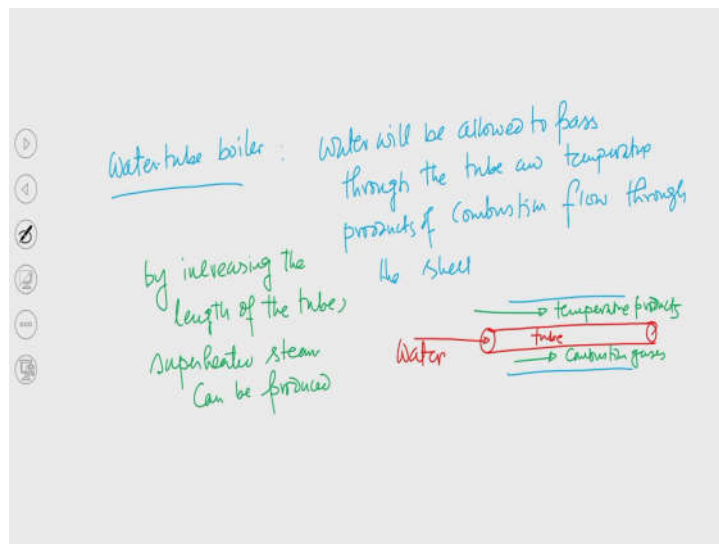 Water tube boiler : Water will be allowed to pass
through the tube and temperature
products of combustion flow through
the shell
by increasing the
length of the tubes,
superheated steam
can be produced
temperature products
Water
tube
Combustion gases